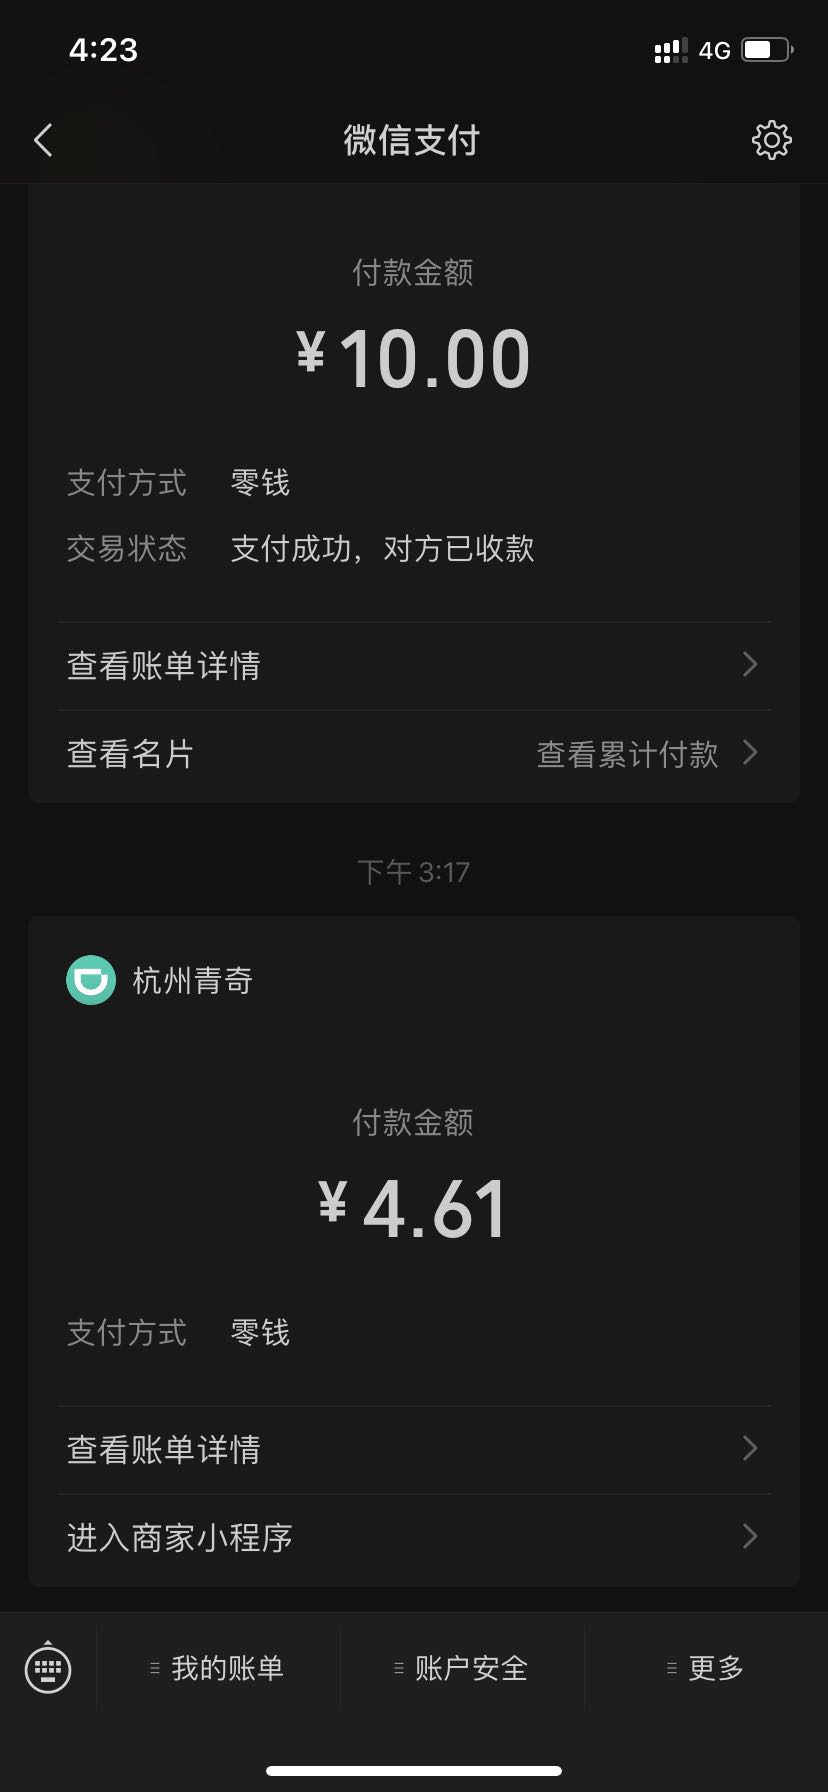 4:23
4G
微信支付
付款金额
¥10.00
支付方式 零钱
交易状态 支付成功，对方已收款
查看账单详情
查看名片 查看累计付款
下午 3:17
杭州青奇
付款金额
¥4.61
支付方式 零钱
查看账单详情
进入商家小程序
我的账单 账户安全 更多